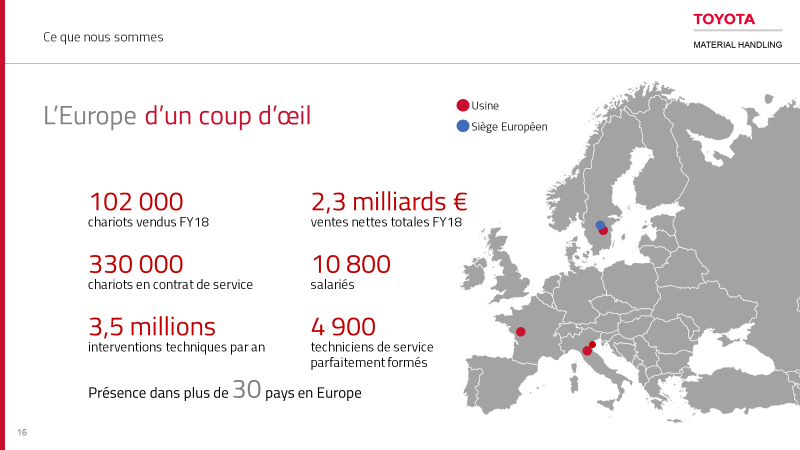 Ce que nous sommes
TOYOTA
MATERIAL HANDLING
L’Europe d’un coup d’œil
Usine
Siège Européen
102 000
chariots vendus FY18
2,3 milliards €
ventes nettes totales FY18
330 000
chariots en contrat de service
10 800
salariés
3,5 millions
interventions techniques par an
4 900
techniciens de service
parfaitement formés
Présence dans plus de 30 pays en Europe
16